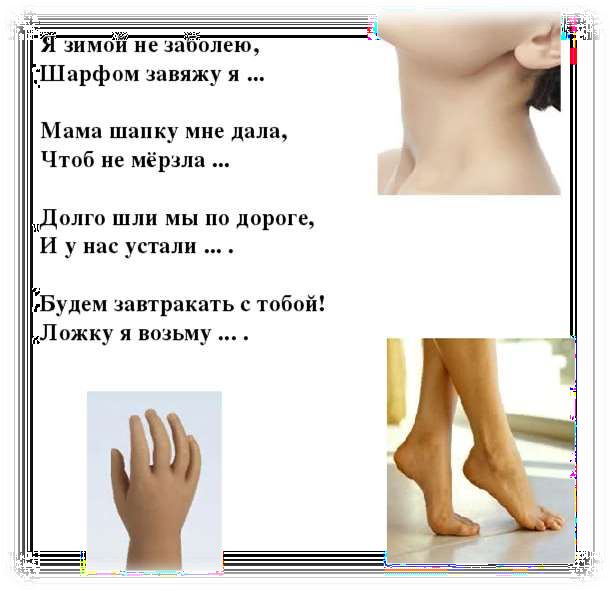 Я зимой не заболею,
Шарфом завяжу я ...
Мама шапку мне дала,
Чтоб не мёрзла ...
Долго шли мы по дороге,
И у нас устали ... .
Будем завтракать с тобой!
Ложку я возьму ... .